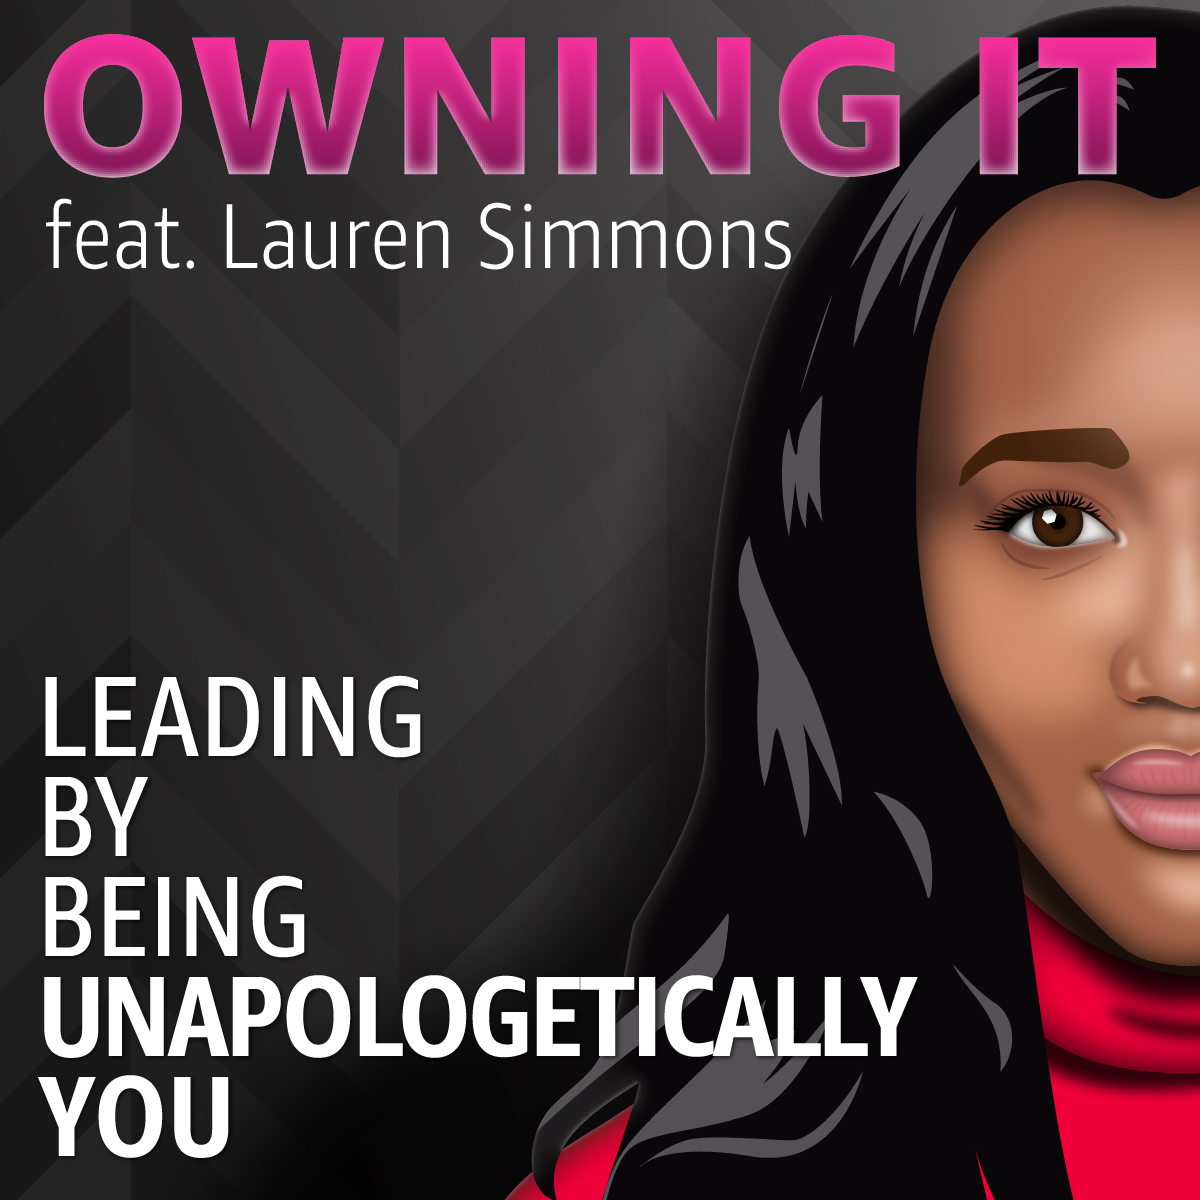 OWNING IT
feat. Lauren Simmons
LEADING
BY
BEING
UNAPOLOGETICALLY
YOU